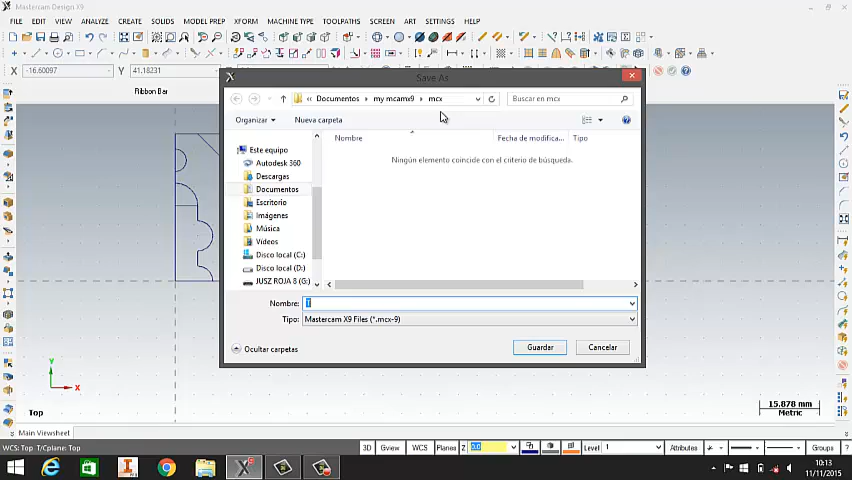 Mastercam Design X9
FILE EDIT VIEW ANALYZE CREATE SOLIDS MODEL PREP XFORM MACHINE TYPE TOOLPATHS SCREEN ART SETTINGS HELP
-16.60097 41.18231
Ribbon Bar
Save As
« Documentos my mcamx9 mcx
Buscar en mcx
Organizar Nueva carpeta
Este equipo
Autodesk 360
Descargas
Documentos
Escritorio
Imágenes
Música
Vídeos
Disco local (C:)
Disco local (D:)
JUSZ ROJA 8 (G:)
Nombre Fecha de modifica... Tipo
Ningún elemento coincide con el criterio de búsqueda.
Nombre: T
Tipo: Mastercam X9 Files (*.mcx-9)
Ocultar carpetas
Guardar Cancelar
Y
X
Top
15.878 mm
Metric
Main Viewsheet
WCS: Top T/Cplane: Top
3D Gview WCS Planes Z 0.0 Level 1 Attributes Groups
10:13
11/11/2015